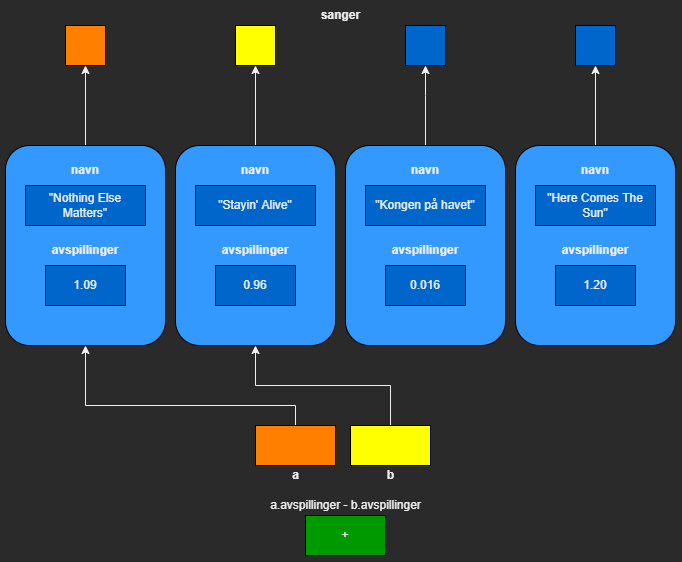 sanger
navn
"Nothing Else
Matters"
avspillinger
1.09
navn
"Stayin' Alive"
avspillinger
0.96
navn
"Kongen på havet"
avspillinger
0.016
navn
"Here Comes The
Sun"
avspillinger
1.20
a
b
a.avspillinger - b.avspillinger
+